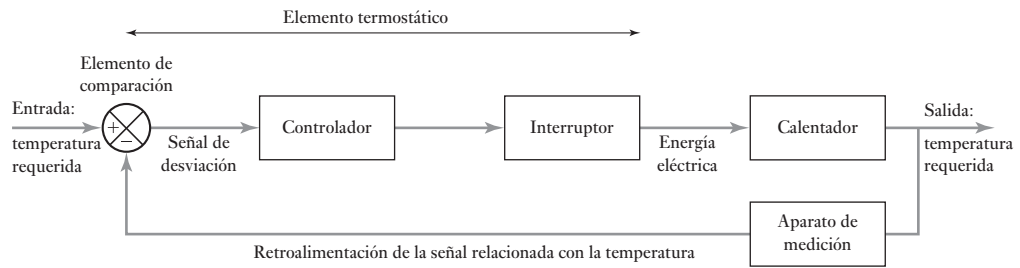 Elemento termostático
Elemento de
comparación
Entrada:
temperatura
requerida
+
−
Señal de
desviación
Controlador
Interruptor
Energía
eléctrica
Calentador
Salida:
temperatura
requerida
Aparato de
medición
Retroalimentación de la señal relacionada con la temperatura